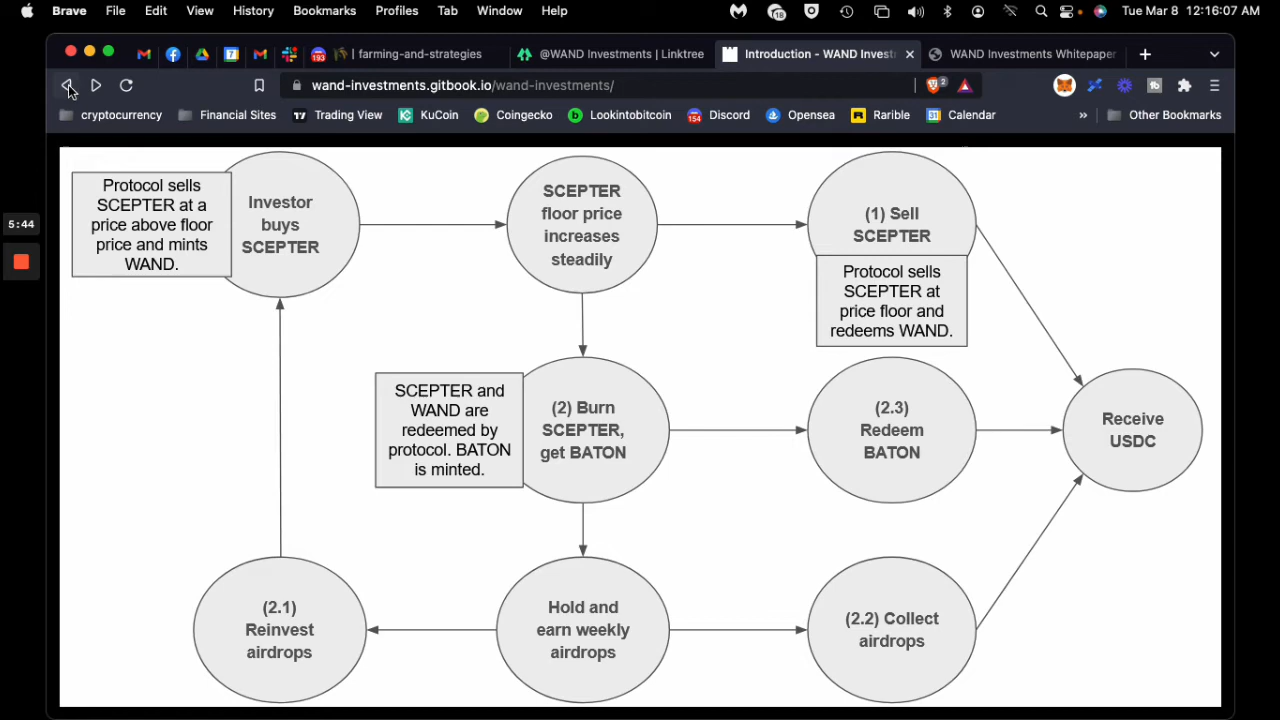 Brave File Edit View History Bookmarks Profiles Tab Window Help 18 Tue Mar 8 12:16:07 AM
7 193 | farming-and-strategies @WAND Investments | Linktree Introduction - WAND Invest WAND Investments Whitepaper
wand-investments.gitbook.io/wand-investments/ 2
cryptocurrency Financial Sites Trading View KuCoin Coingecko Lookintobitcoin 154 Discord Opensea Rarible 31 Calendar » Other Bookmarks
5:44
Protocol sells
SCEPTER at a
price above floor
price and mints
WAND.
Investor
buys
SCEPTER
SCEPTER
floor price
increases
steadily
(1) Sell
SCEPTER
Protocol sells
SCEPTER at
price floor and
redeems WAND.
SCEPTER and
WAND are
redeemed by
protocol. BATON
is minted.
(2) Burn
SCEPTER,
get BATON
(2.3)
Redeem
BATON
Receive
USDC
(2.1)
Reinvest
airdrops
Hold and
earn weekly
airdrops
(2.2) Collect
airdrops